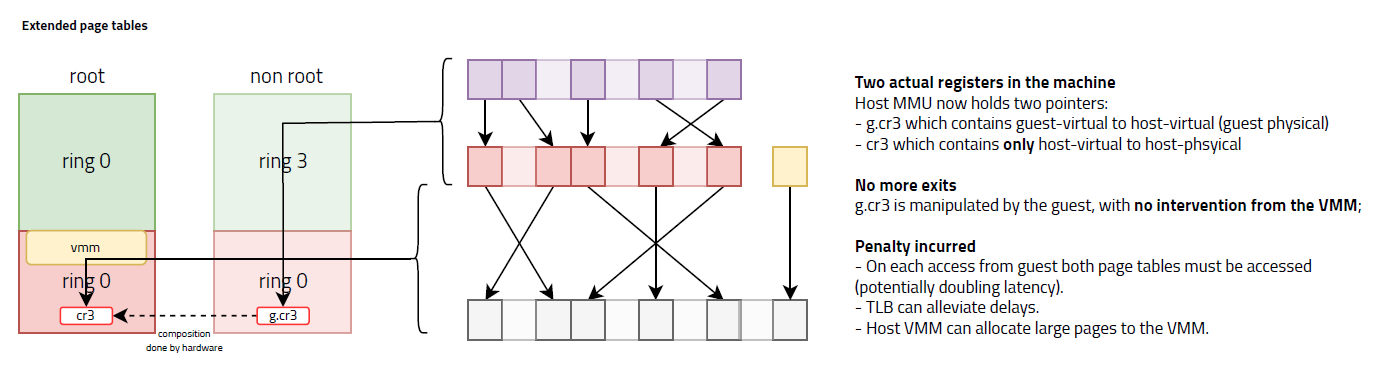 Extended page tables
root
non root
ring 0
ring 3
vmm
ring 0
ring 0
cr3
g.cr3
composition
done by hardware
Two actual registers in the machine
Host MMU now holds two pointers:
- g.cr3 which contains guest-virtual to host-virtual (guest physical)
- cr3 which contains only host-virtual to host-phsyical
No more exits
g.cr3 is manipulated by the guest, with no intervention from the VMM;
Penalty incurred
- On each access from guest both page tables must be accessed
(potentially doubling latency).
- TLB can alleviate delays.
- Host VMM can allocate large pages to the VMM.